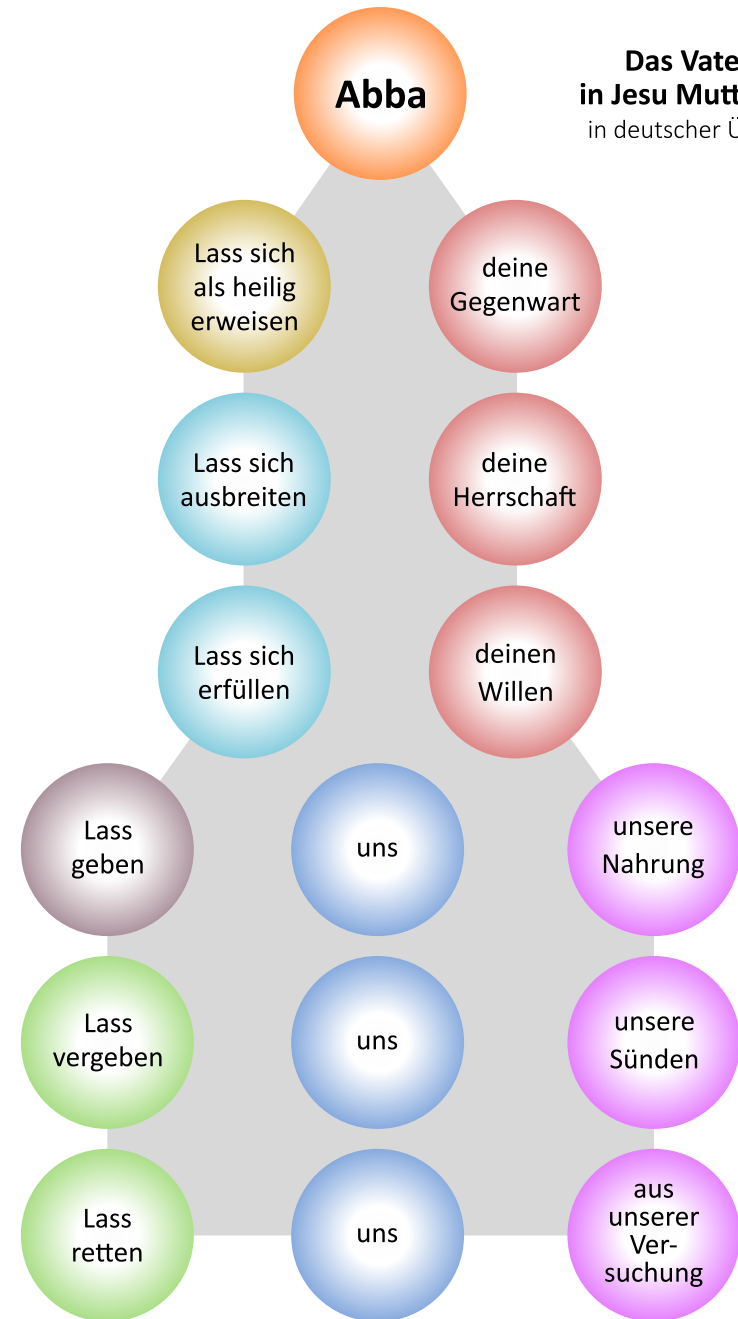 Abba
Das Vate
in Jesu Mutt
in deutscher Ü
Lass sich
als heilig
erweisen
deine
Gegenwart
Lass sich
ausbreiten
deine
Herrschaft
Lass sich
erfüllen
deinen
Willen
Lass
geben
uns
unsere
Nahrung
Lass
vergeben
uns
unsere
Sünden
Lass
retten
uns
aus
unserer
Ver-
suchung